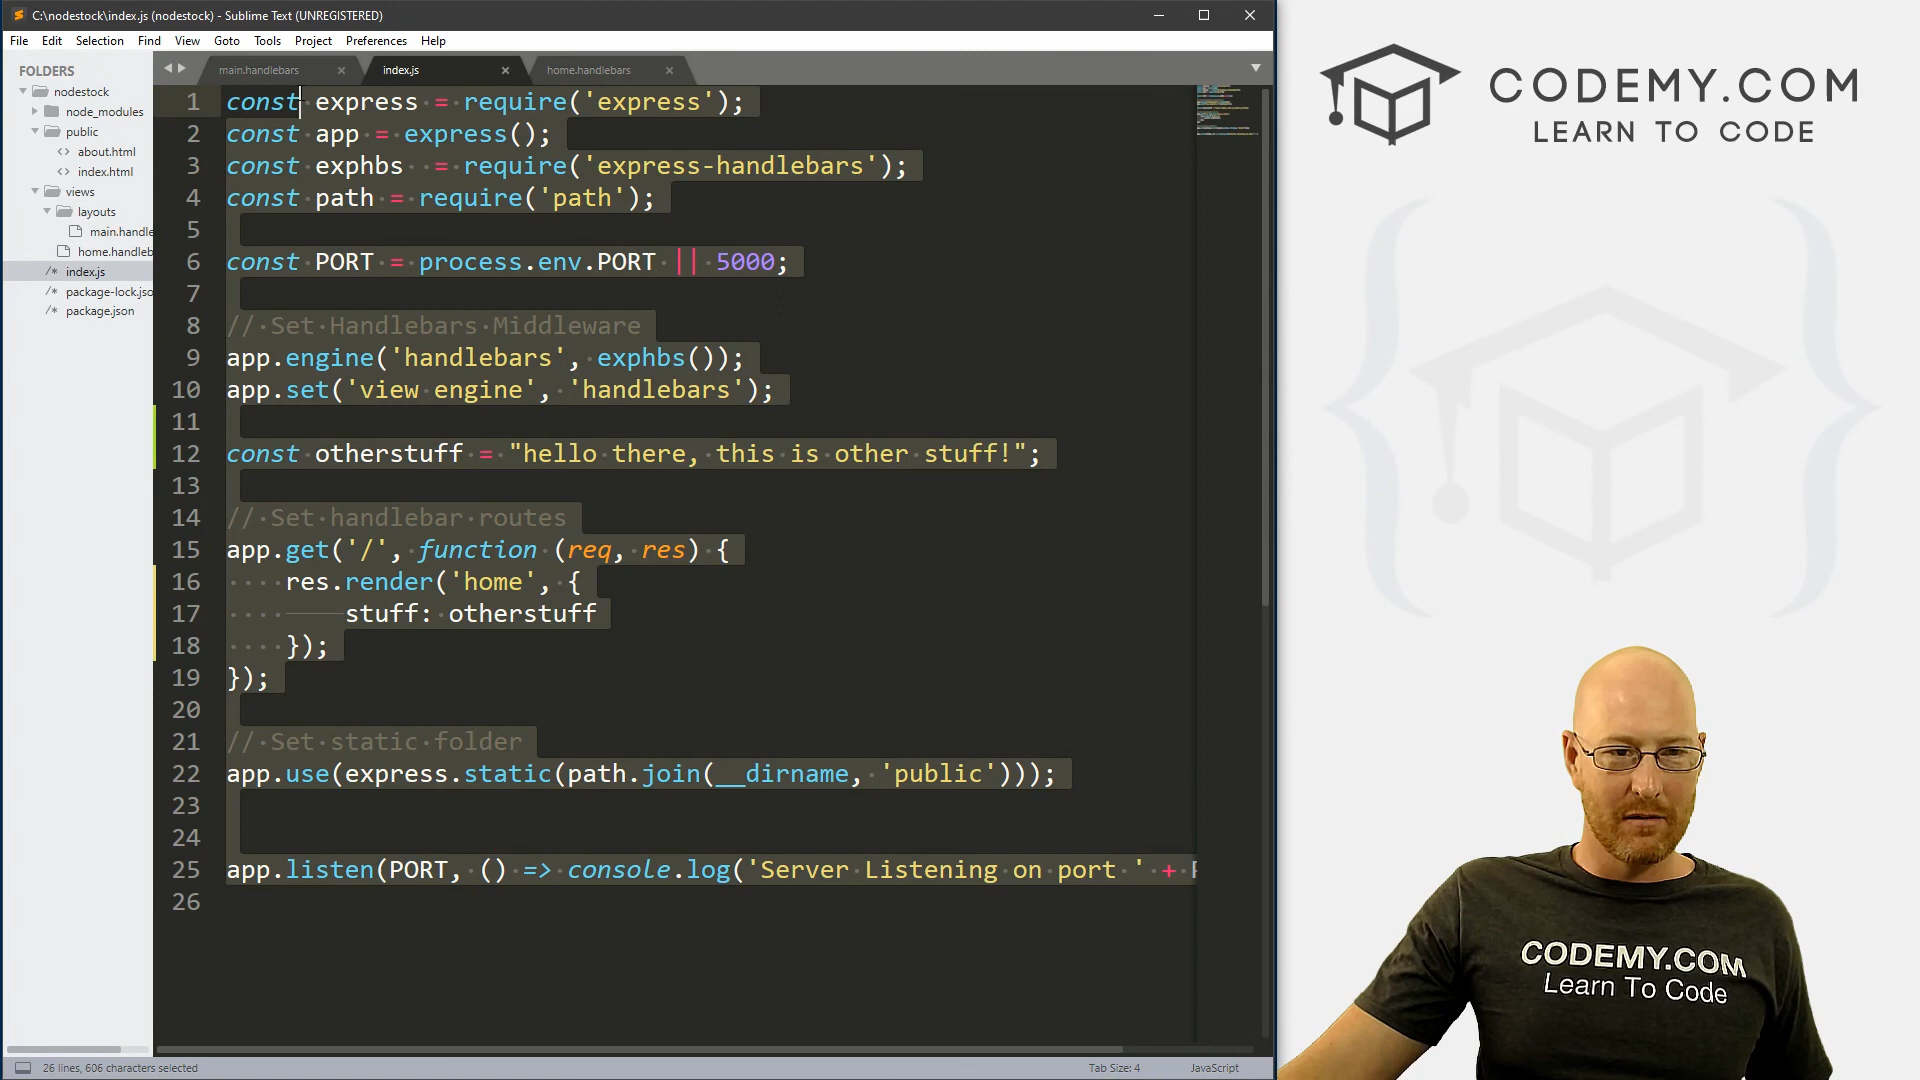 C:\nodestock\index.js (nodestock) - Sublime Text (UNREGISTERED)
File Edit Selection Find View Goto Tools Project Preferences Help
FOLDERS
nodestock
node_modules
public
about.html
index.html
views
layouts
main.handle
home.handleb
index.js
package-lock.jso
package.json
main.handlebars
index.js
home.handlebars
1 const express = require('express');
2 const app = express();
3 const exphbs  = require('express-handlebars');
4 const path = require('path');
5
6 const PORT = process.env.PORT || 5000;
7
8 // Set Handlebars Middleware
9 app.engine('handlebars', exphbs());
10 app.set('view engine', 'handlebars');
11
12 const otherstuff = "hello there, this is other stuff!";
13
14 // Set handlebar routes
15 app.get('/', function (req, res) {
16     res.render('home', {
17         stuff: otherstuff
18     });
19 });
20
21 // Set static folder
22 app.use(express.static(path.join(__dirname, 'public')));
23
24
25 app.listen(PORT, () => console.log('Server Listening on port ' +
26
26 lines, 606 characters selected
Tab Size: 4
JavaScript
CODEMY.COM
LEARN TO CODE
CODEMY.COM
Learn To Code